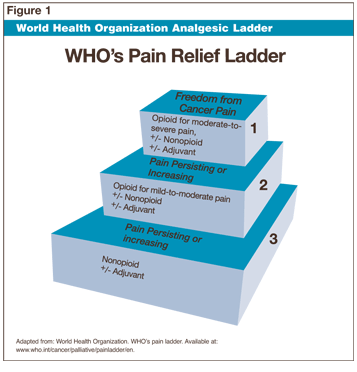 Figure 1
World Health Organization Analgesic Ladder
WHO's Pain Relief Ladder
Freedom from
Cancer Pain
Opioid for moderate-to-
severe pain,
+/- Nonopioid
+/- Adjuvant
1
Pain Persisting or
Increasing
Opioid for mild-to-moderate pain
+/- Nonopioid
+/- Adjuvant
2
Pain Persisting or
Increasing
Nonopioid
+/- Adjuvant
3
Adapted from: World Health Organization. WHO's pain ladder. Available at:
www.who.int/cancer/palliative/painladder/en.